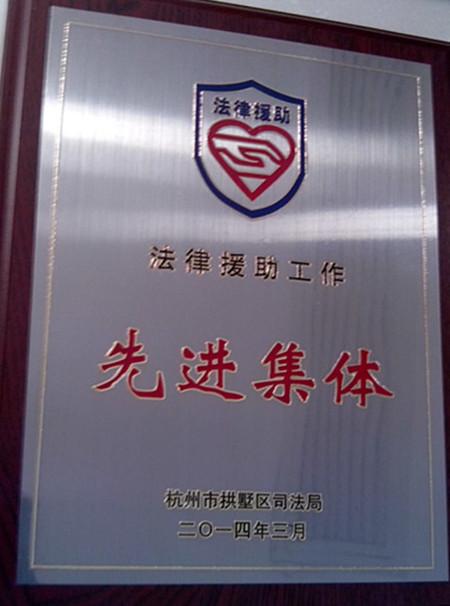 法律援助
法律援助工作
先进集体
杭州市拱墅区司法局
二〇一四年三月